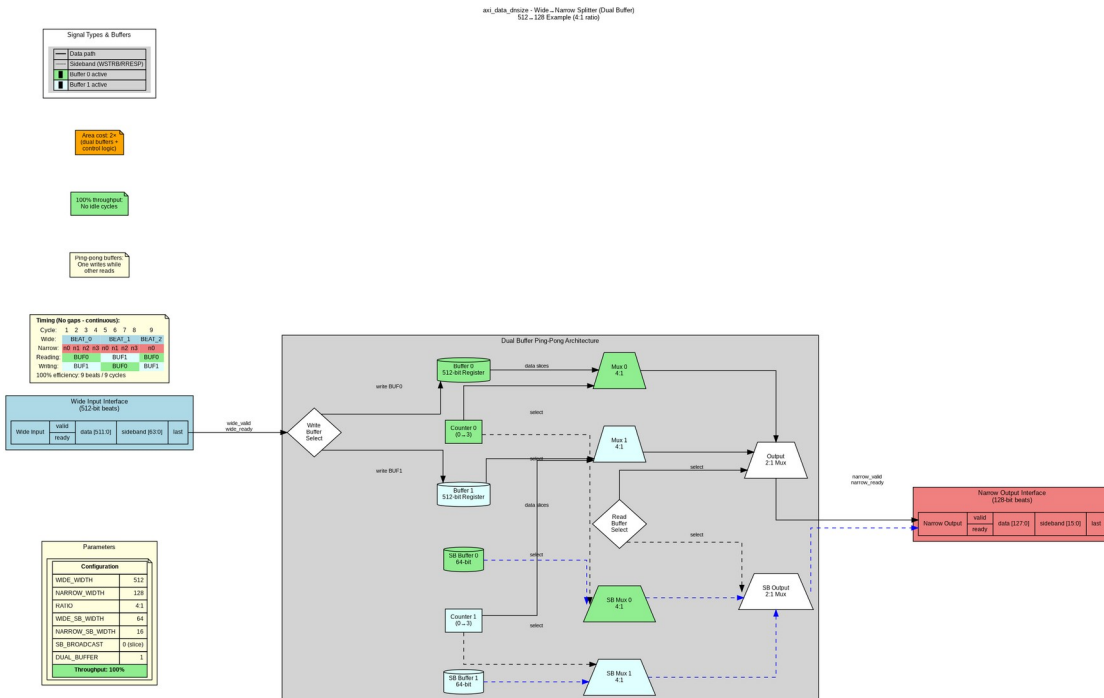 axi_data_dnsize - Wide→Narrow Splitter (Dual Buffer)
512→128 Example (4:1 ratio)
Signal Types & Buffers
Data path
Sideband (WSTRB/RRESP)
Buffer 0 active
Buffer 1 active
Area cost: 2×
(dual buffers +
control logic)
100% throughput:
No idle cycles
Ping-pong buffers:
One writes while
other reads
Timing (No gaps - continuous):
Cycle: 1 2 3 4 5 6 7 8 9
Wide: BEAT_0 BEAT_1 BEAT_2
Narrow: n0 n1 n2 n3 n0 n1 n2 n3 n0
Reading: BUF0 BUF1 BUF0
Writing: BUF1 BUF0 BUF1
100% efficiency: 9 beats / 9 cycles
Wide Input Interface
(512-bit beats)
Wide Input
valid
ready
data [511:0]
sideband [63:0]
last
wide_valid
wide_ready
Dual Buffer Ping-Pong Architecture
Write
Buffer
Select
write BUF0
write BUF1
Buffer 0
512-bit Register
data slices
Mux 0
4:1
Counter 0
(0→3)
select
Mux 1
4:1
select
Buffer 1
512-bit Register
data slices
Output
2:1 Mux
select
Read
Buffer
Select
SB Buffer 0
64-bit
select
select
SB Mux 0
4:1
SB Output
2:1 Mux
Counter 1
(0→3)
select
SB Buffer 1
64-bit
SB Mux 1
4:1
narrow_valid
narrow_ready
Narrow Output Interface
(128-bit beats)
Narrow Output
valid
ready
data [127:0]
sideband [15:0]
last
Parameters
Configuration
WIDE_WIDTH 512
NARROW_WIDTH 128
RATIO 4:1
WIDE_SB_WIDTH 64
NARROW_SB_WIDTH 16
SB_BROADCAST 0 (slice)
DUAL_BUFFER 1
Throughput: 100%